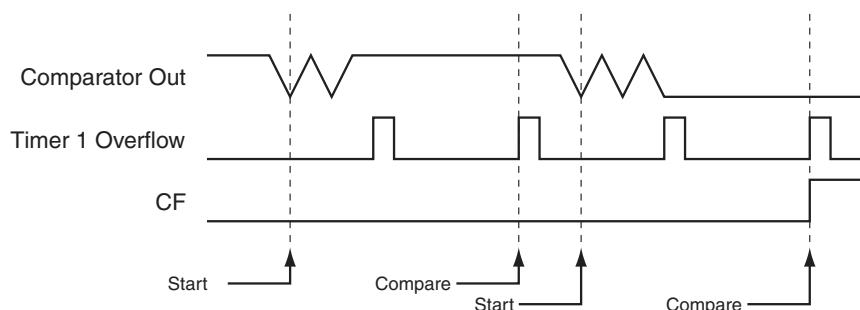 Comparator Out
Timer 1 Overflow
CF
Start
Compare
Start
Compare